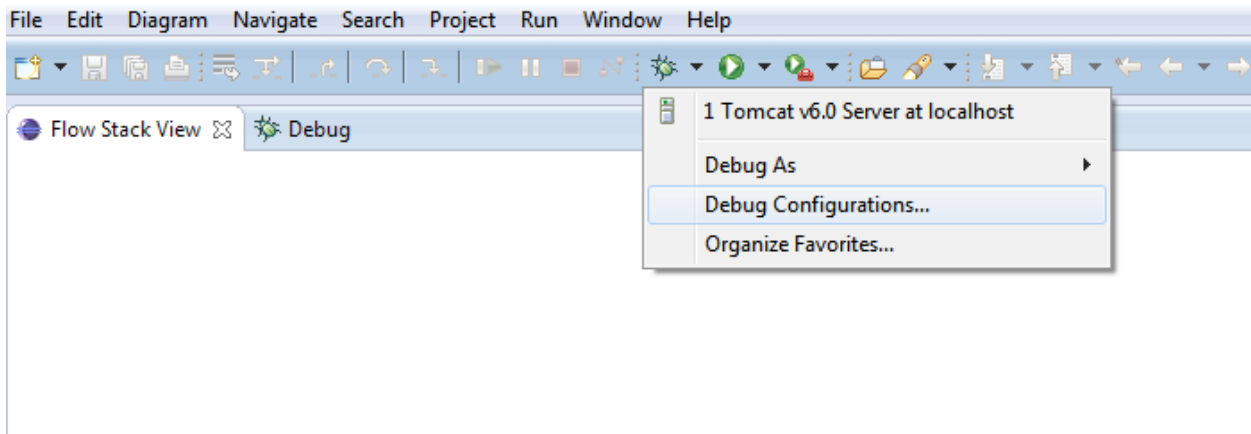 File Edit Diagram Navigate Search Project Run Window Help
1 Tomcat v6.0 Server at localhost
Flow Stack View Debug
Debug As
Debug Configurations...
Organize Favorites...